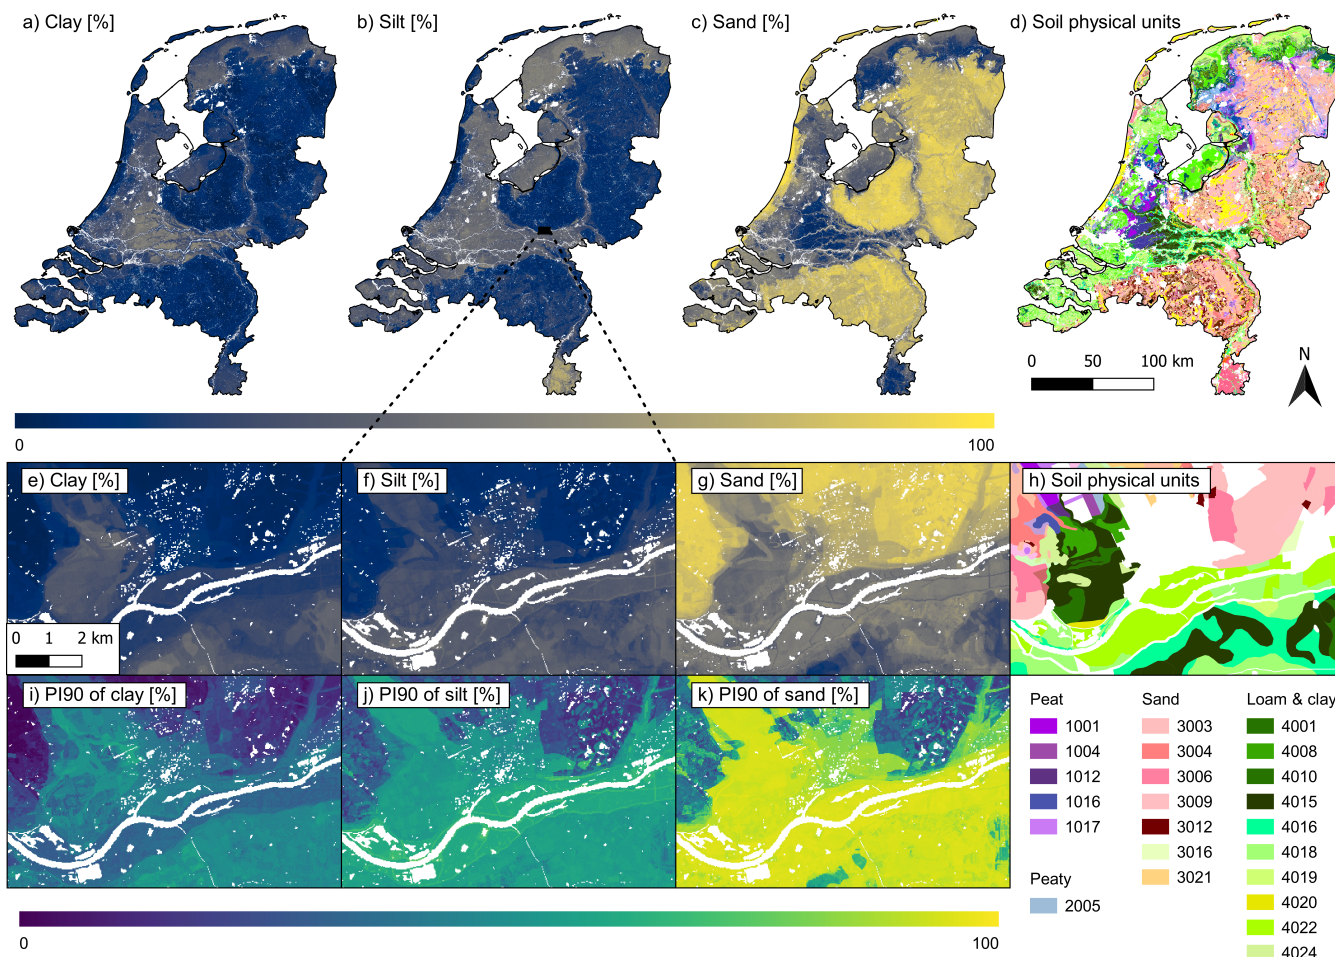 a) Clay [%]
b) Silt [%]
c) Sand [%]
d) Soil physical units
0 50 100 km
N
0 100
e) Clay [%]
f) Silt [%]
g) Sand [%]
h) Soil physical units
0 1 2 km
i) PI90 of clay [%]
j) PI90 of silt [%]
k) PI90 of sand [%]
0 100
Peat
1001
1004
1012
1016
1017
Peaty
2005
Sand
3003
3004
3006
3009
3012
3016
3021
Loam & clay
4001
4008
4010
4015
4016
4018
4019
4020
4022
4024